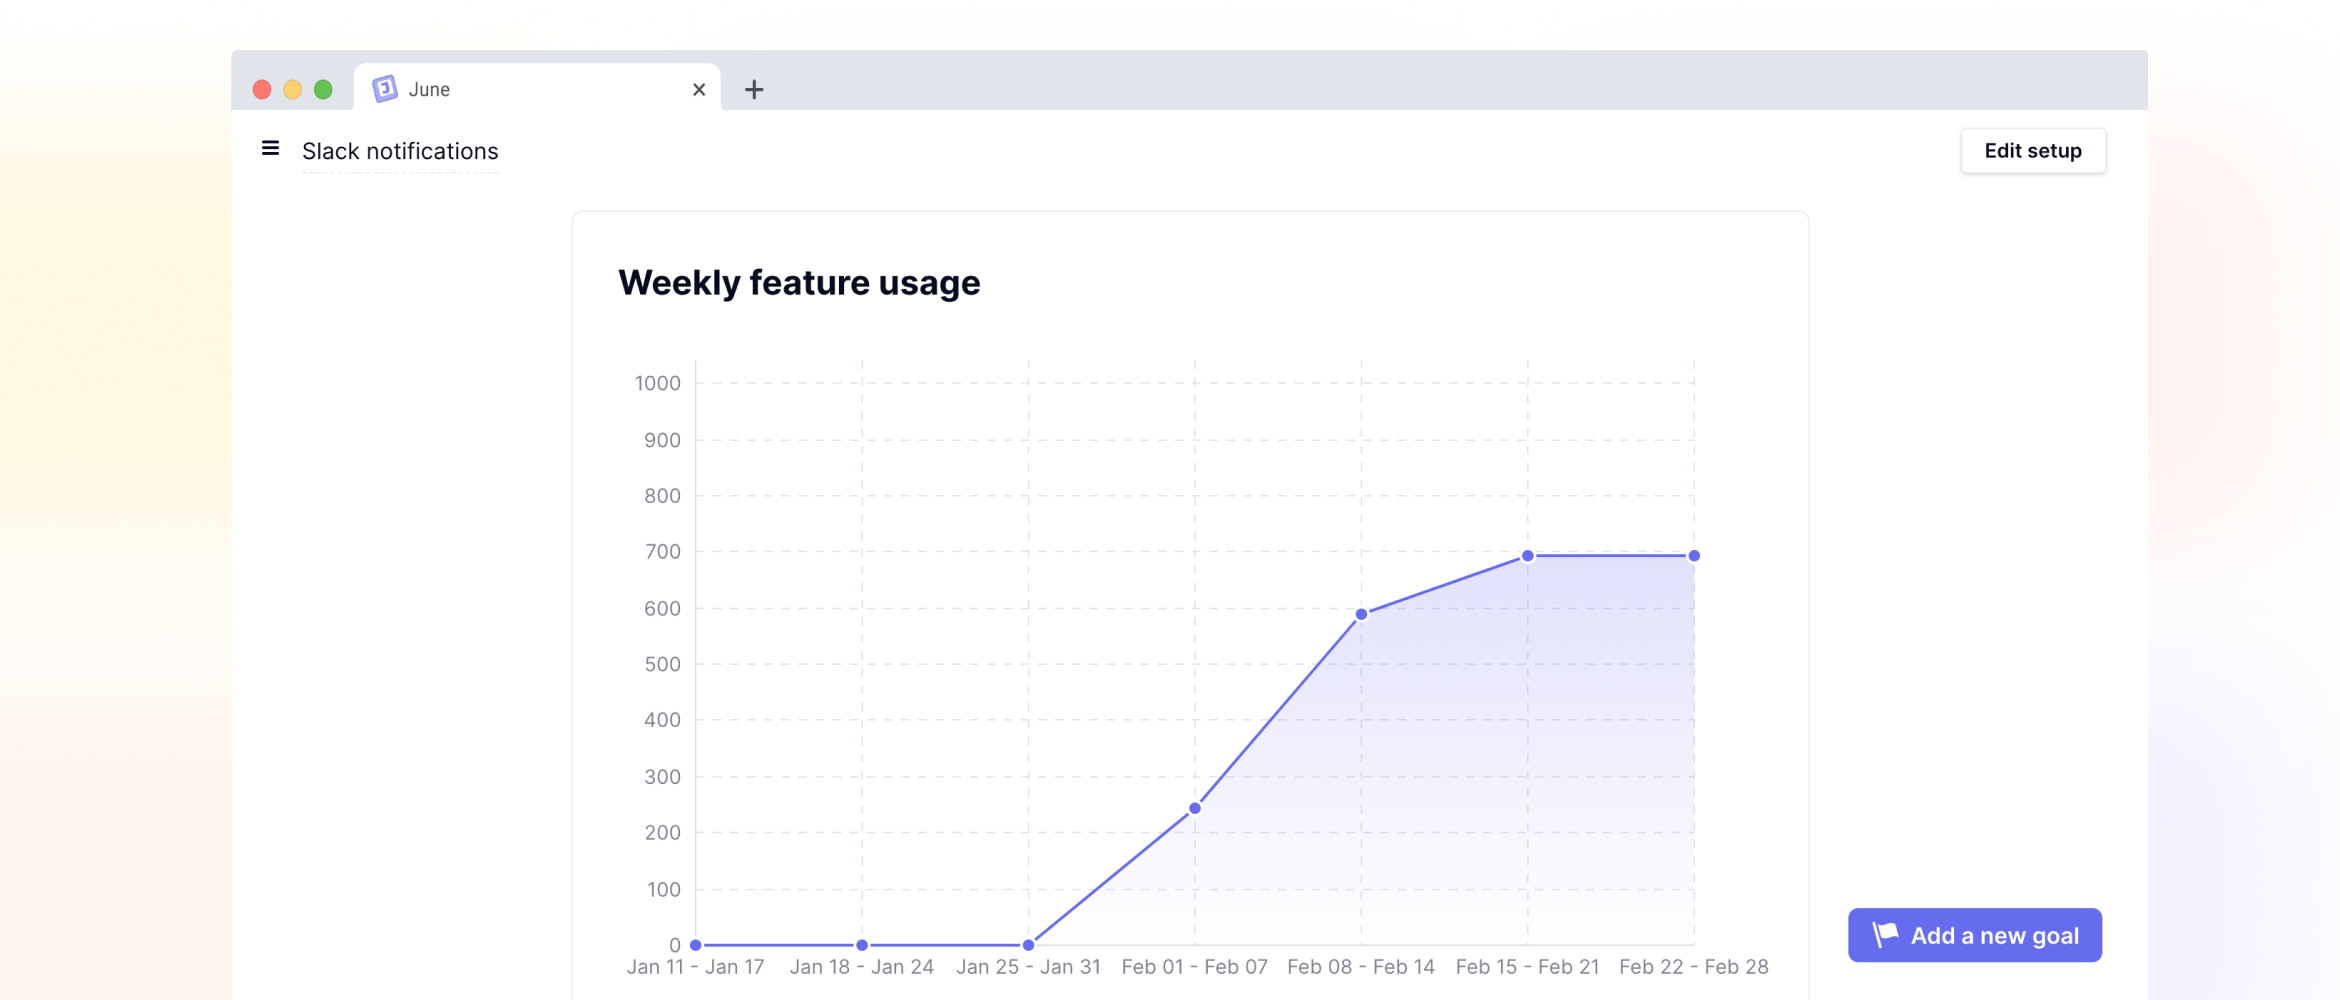 June
Slack notifications
Edit setup
Weekly feature usage
1000
900
800
700
600
500
400
300
200
100
0
Jan 11 - Jan 17 Jan 18 - Jan 24 Jan 25 - Jan 31 Feb 01 - Feb 07 Feb 08 - Feb 14 Feb 15 - Feb 21 Feb 22 - Feb 28
Add a new goal